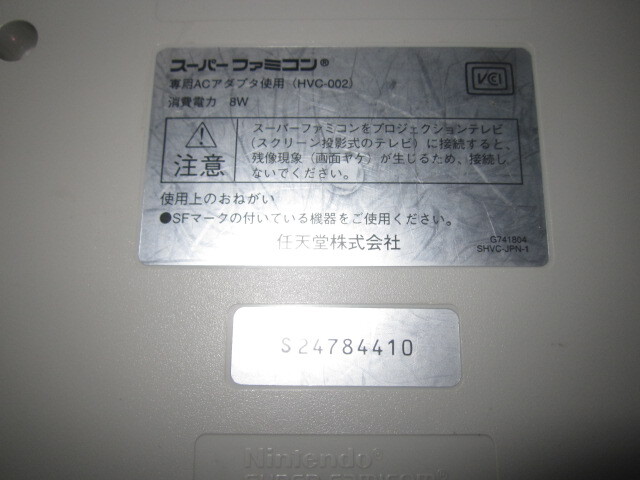 スーパーファミコン®
専用ACアダプタ使用（HVC-002）
消費電力 8W
VCCI
注意
スーパーファミコンをプロジェクションテレビ
（スクリーン投影式のテレビ）に接続すると、
残像現象（画面ヤケ）が生じるため、接続し
ないでください。
使用上のおねがい
●SFマークの付いている機器をご使用ください。
任天堂株式会社
G741804
SHVC-JPN-1
S24784410
Nintendo®
SUPER FAMICOM